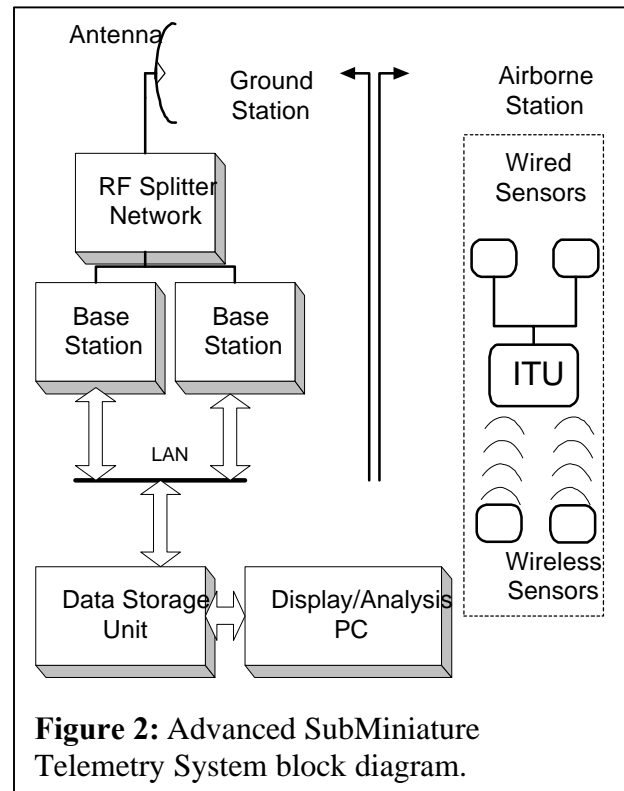 Antenna
Ground
Station
Airborne
Station
RF Splitter
Network
Wired
Sensors
Base
Station
Base
Station
ITU
LAN
Wireless
Sensors
Data Storage
Unit
Display/Analysis
PC
Figure 2: Advanced SubMiniature
Telemetry System block diagram.